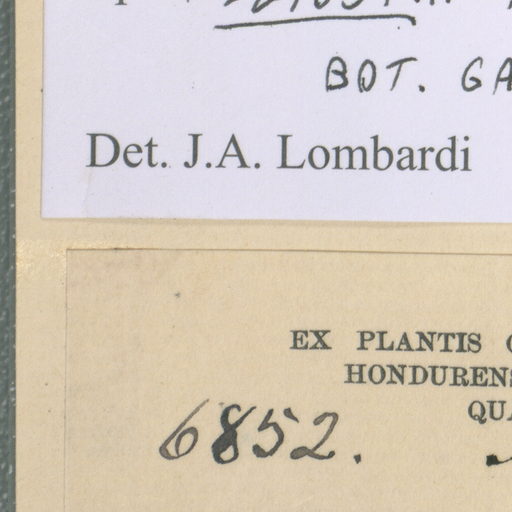 BOT. GA
Det. J.A. Lombardi
EX PLANTIS
HONDURENS
QUA
6852.